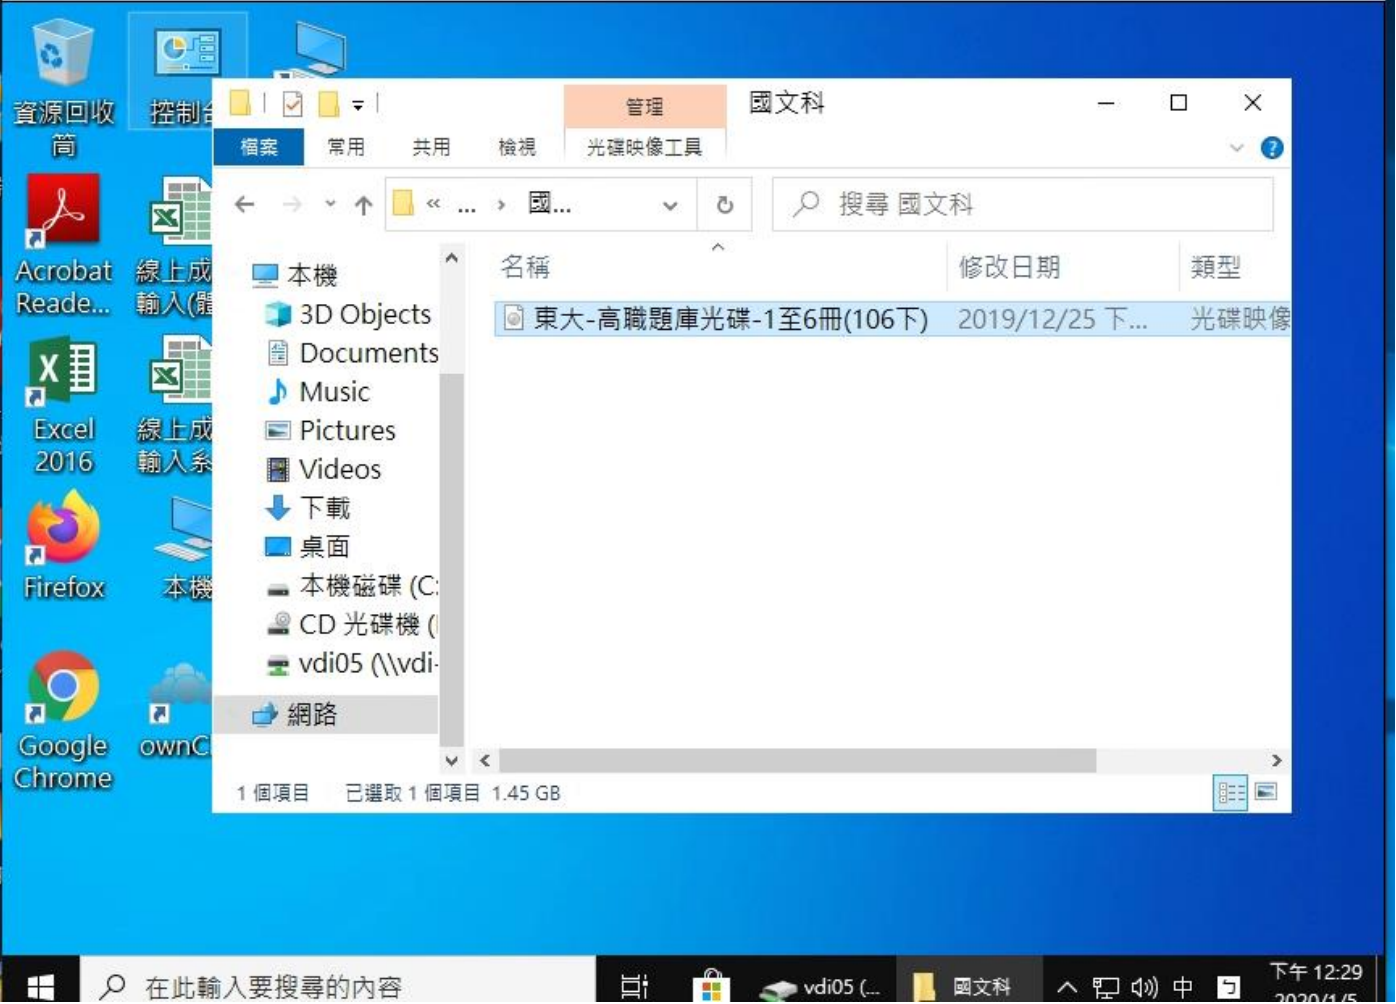 資源回收
筒
控制台
Acrobat
Reade...
線上成
輸入(體
Excel
2016
線上成
輸入系
Firefox
本機
Google
Chrome
ownCl
管理
國文科
檔案
常用
共用
檢視
光碟映像工具
« ... › 國...
搜尋 國文科
本機
3D Objects
Documents
Music
Pictures
Videos
下載
桌面
本機磁碟 (C:
CD 光碟機 (
vdi05 (\\vdi-
網路
名稱
修改日期
類型
東大-高職題庫光碟-1至6冊(106下)
2019/12/25 下...
光碟映像
1 個項目
已選取 1 個項目 1.45 GB
在此輸入要搜尋的內容
vdi05 (...
國文科
中
ㄅ
下午 12:29
2020/1/5